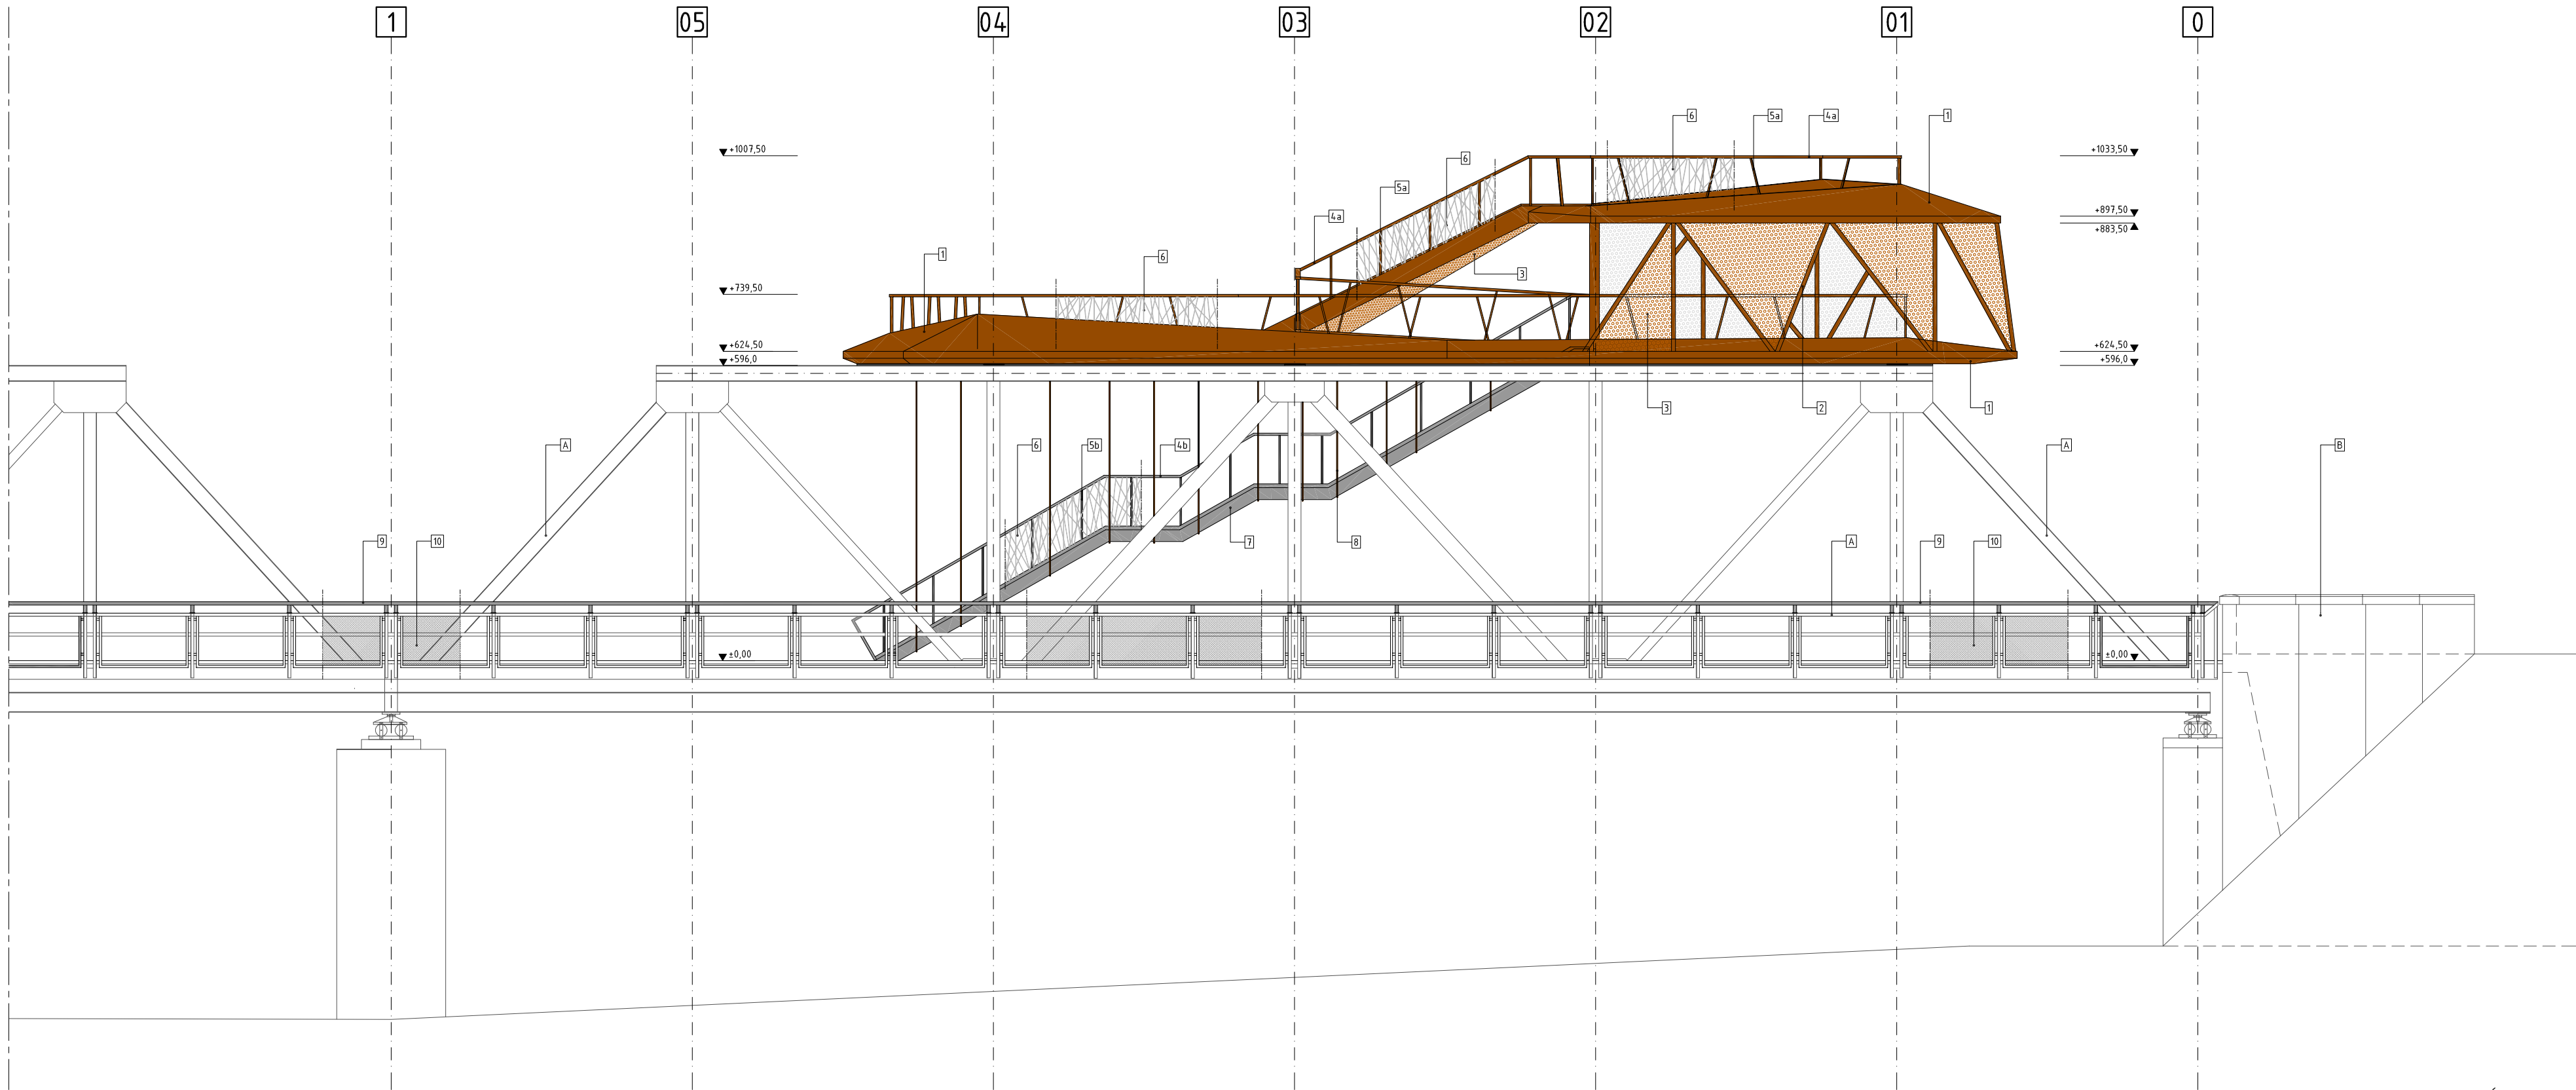 1 05 04 03 02 01 0
6 5a 4a 1
+1007,50 +1033,50
6
5a
4a
+897,50
+883,50
1 6 3
+739,50
+624,50 +624,50
+596,0 +596,0
3 2 1
A 6 5b 4b A B
9 10 7 8 A 9 10
±0,00 ±0,00